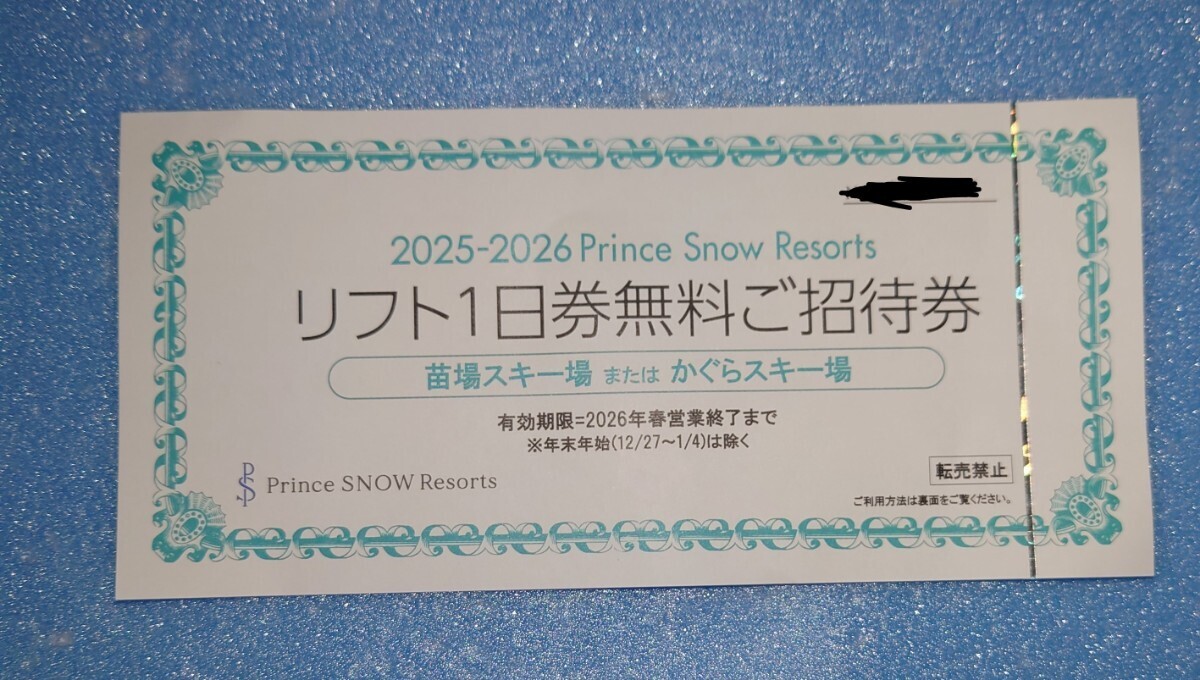 2025-2026 Prince Snow Resorts
リフト1日券無料ご招待券
苗場スキー場 または かぐらスキー場
有効期限=2026年春営業終了まで
※年末年始(12/27～1/4)は除く
Prince SNOW Resorts
転売禁止
ご利用方法は裏面をご覧ください。